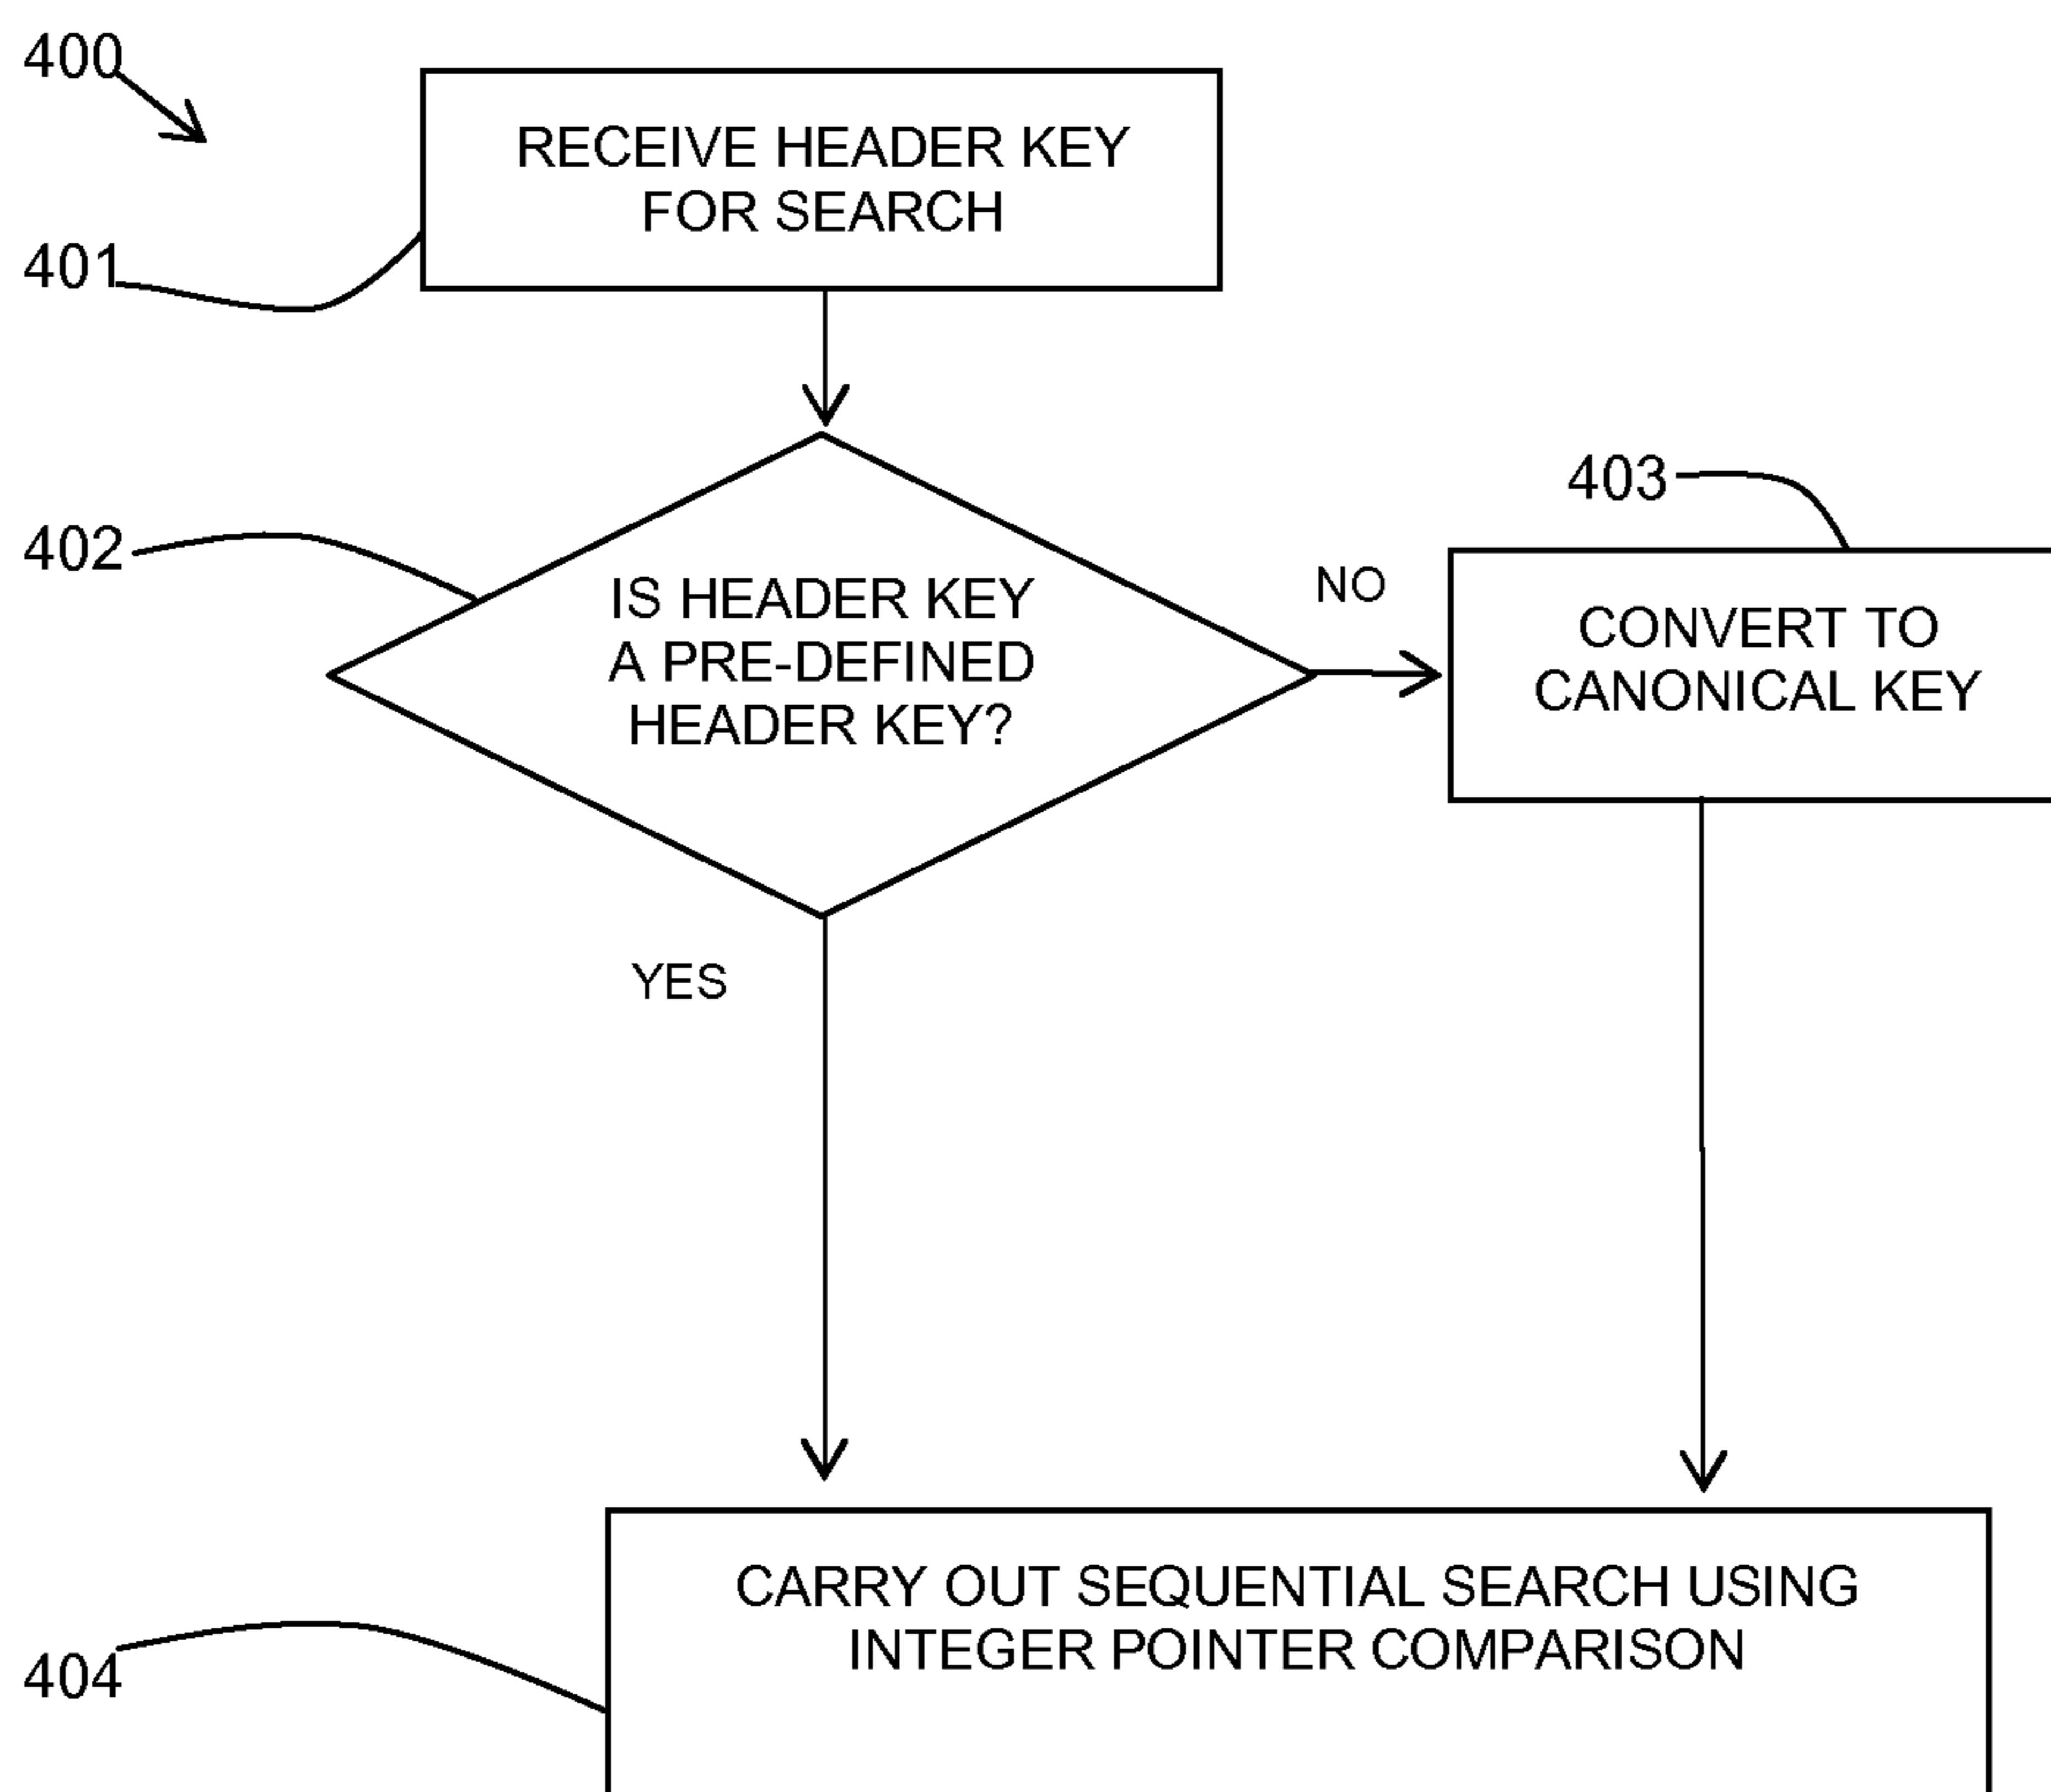 400
RECEIVE HEADER KEY
FOR SEARCH
401
402
IS HEADER KEY
A PRE-DEFINED
HEADER KEY?
NO
403
CONVERT TO
CANONICAL KEY
YES
CARRY OUT SEQUENTIAL SEARCH USING
INTEGER POINTER COMPARISON
404